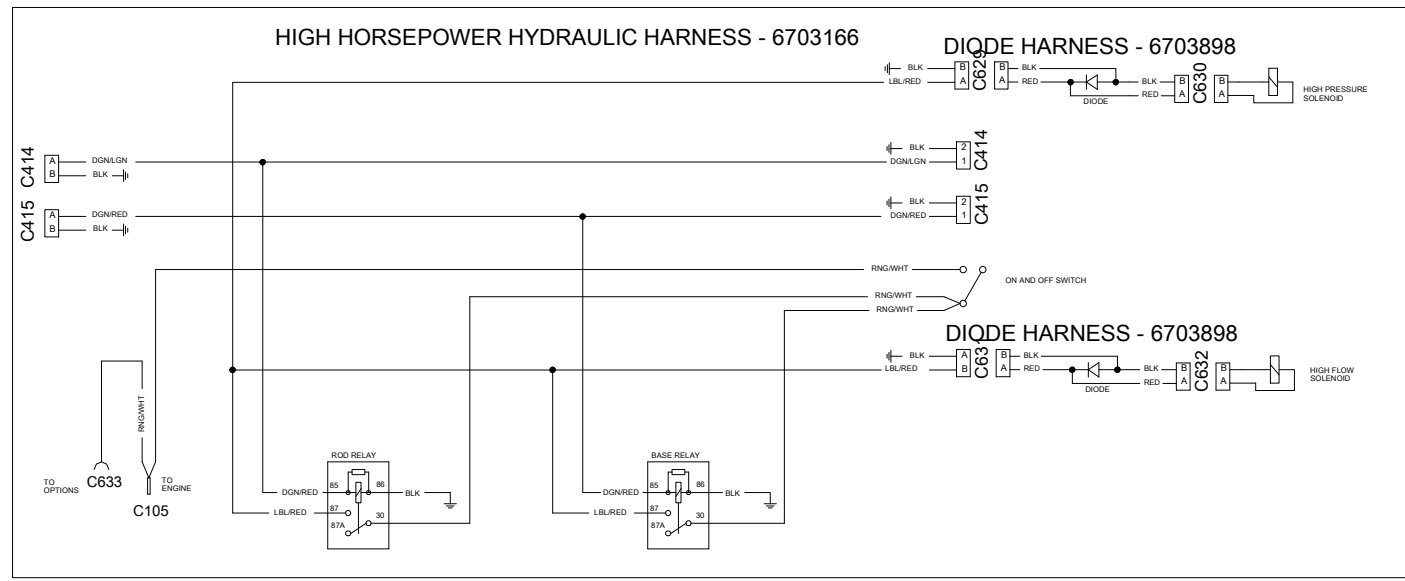 HIGH HORSEPOWER HYDRAULIC HARNESS - 6703166
DIODE HARNESS - 6703898
BLK B
LBL/RED A
C629
B BLK
A RED
DIODE
BLK B
RED A
C630
B
A
HIGH PRESSURE
SOLENOID
C414
A DGN/LGN
B BLK
BLK 2
DGN/LGN 1
C414
C415
A DGN/RED
B BLK
BLK 2
DGN/RED 1
C415
RNG/WHT
RNG/WHT
RNG/WHT
ON AND OFF SWITCH
DIODE HARNESS - 6703898
BLK A
LBL/RED B
C631
B BLK
A RED
DIODE
BLK B
RED A
C632
B
A
HIGH FLOW
SOLENOID
RNG/WHT
TO
OPTIONS
C633
TO
ENGINE
C105
ROD RELAY
DGN/RED 85 86 BLK
LBL/RED 87 30
87A
BASE RELAY
DGN/RED 85 86 BLK
LBL/RED 87 30
87A